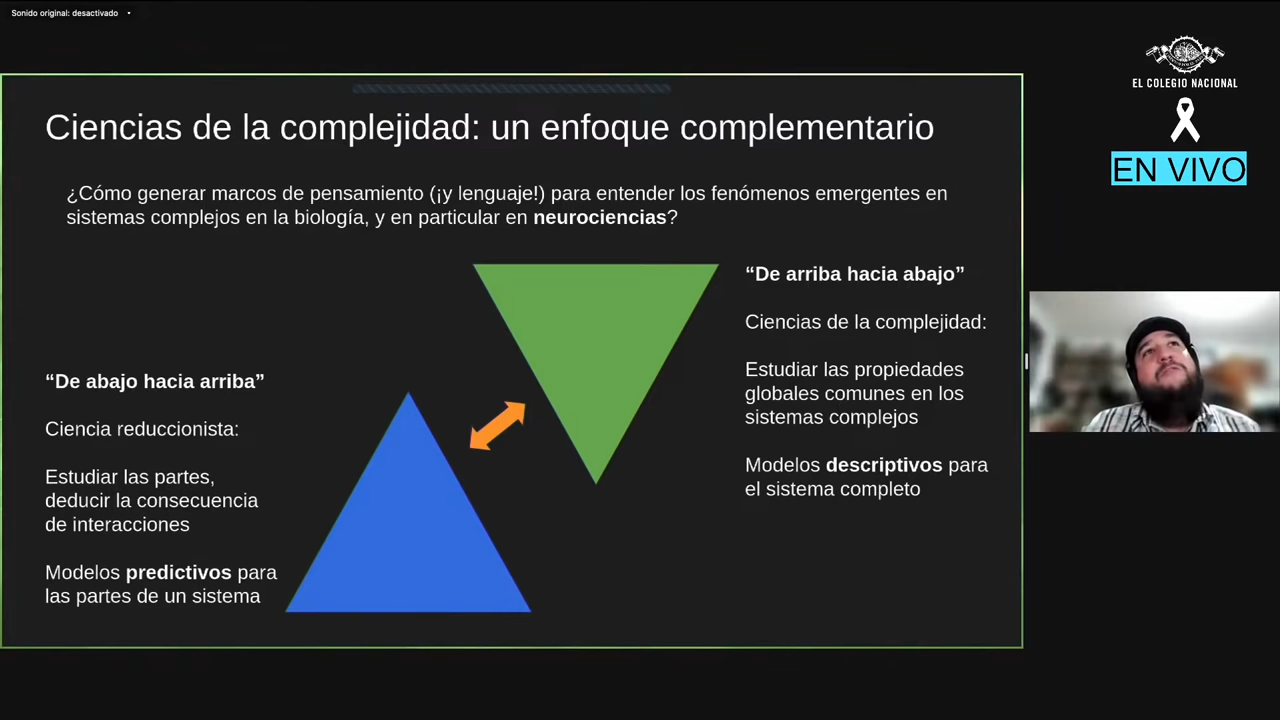 Sonido original: desactivado
EL COLEGIO NACIONAL
EN VIVO
Ciencias de la complejidad: un enfoque complementario
¿Cómo generar marcos de pensamiento (¡y lenguaje!) para entender los fenómenos emergentes en
sistemas complejos en la biología, y en particular en neurociencias?
“De abajo hacia arriba”
Ciencia reduccionista:
Estudiar las partes,
deducir la consecuencia
de interacciones
Modelos predictivos para
las partes de un sistema
“De arriba hacia abajo”
Ciencias de la complejidad:
Estudiar las propiedades
globales comunes en los
sistemas complejos
Modelos descriptivos para
el sistema completo